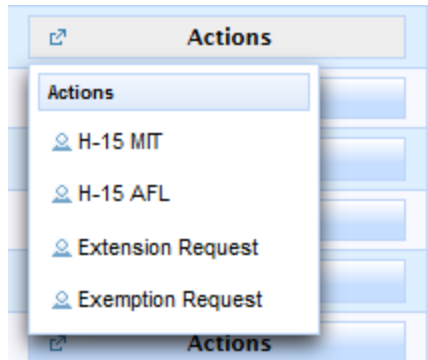 Actions
Actions
H-15 MIT
H-15 AFL
Extension Request
Exemption Request
Actions